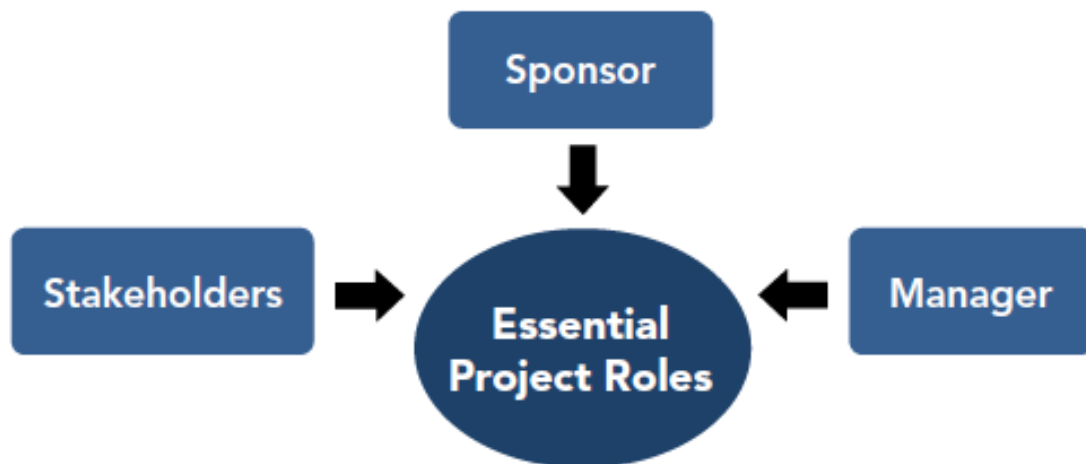 Sponsor
Stakeholders
Manager
Essential
Project Roles